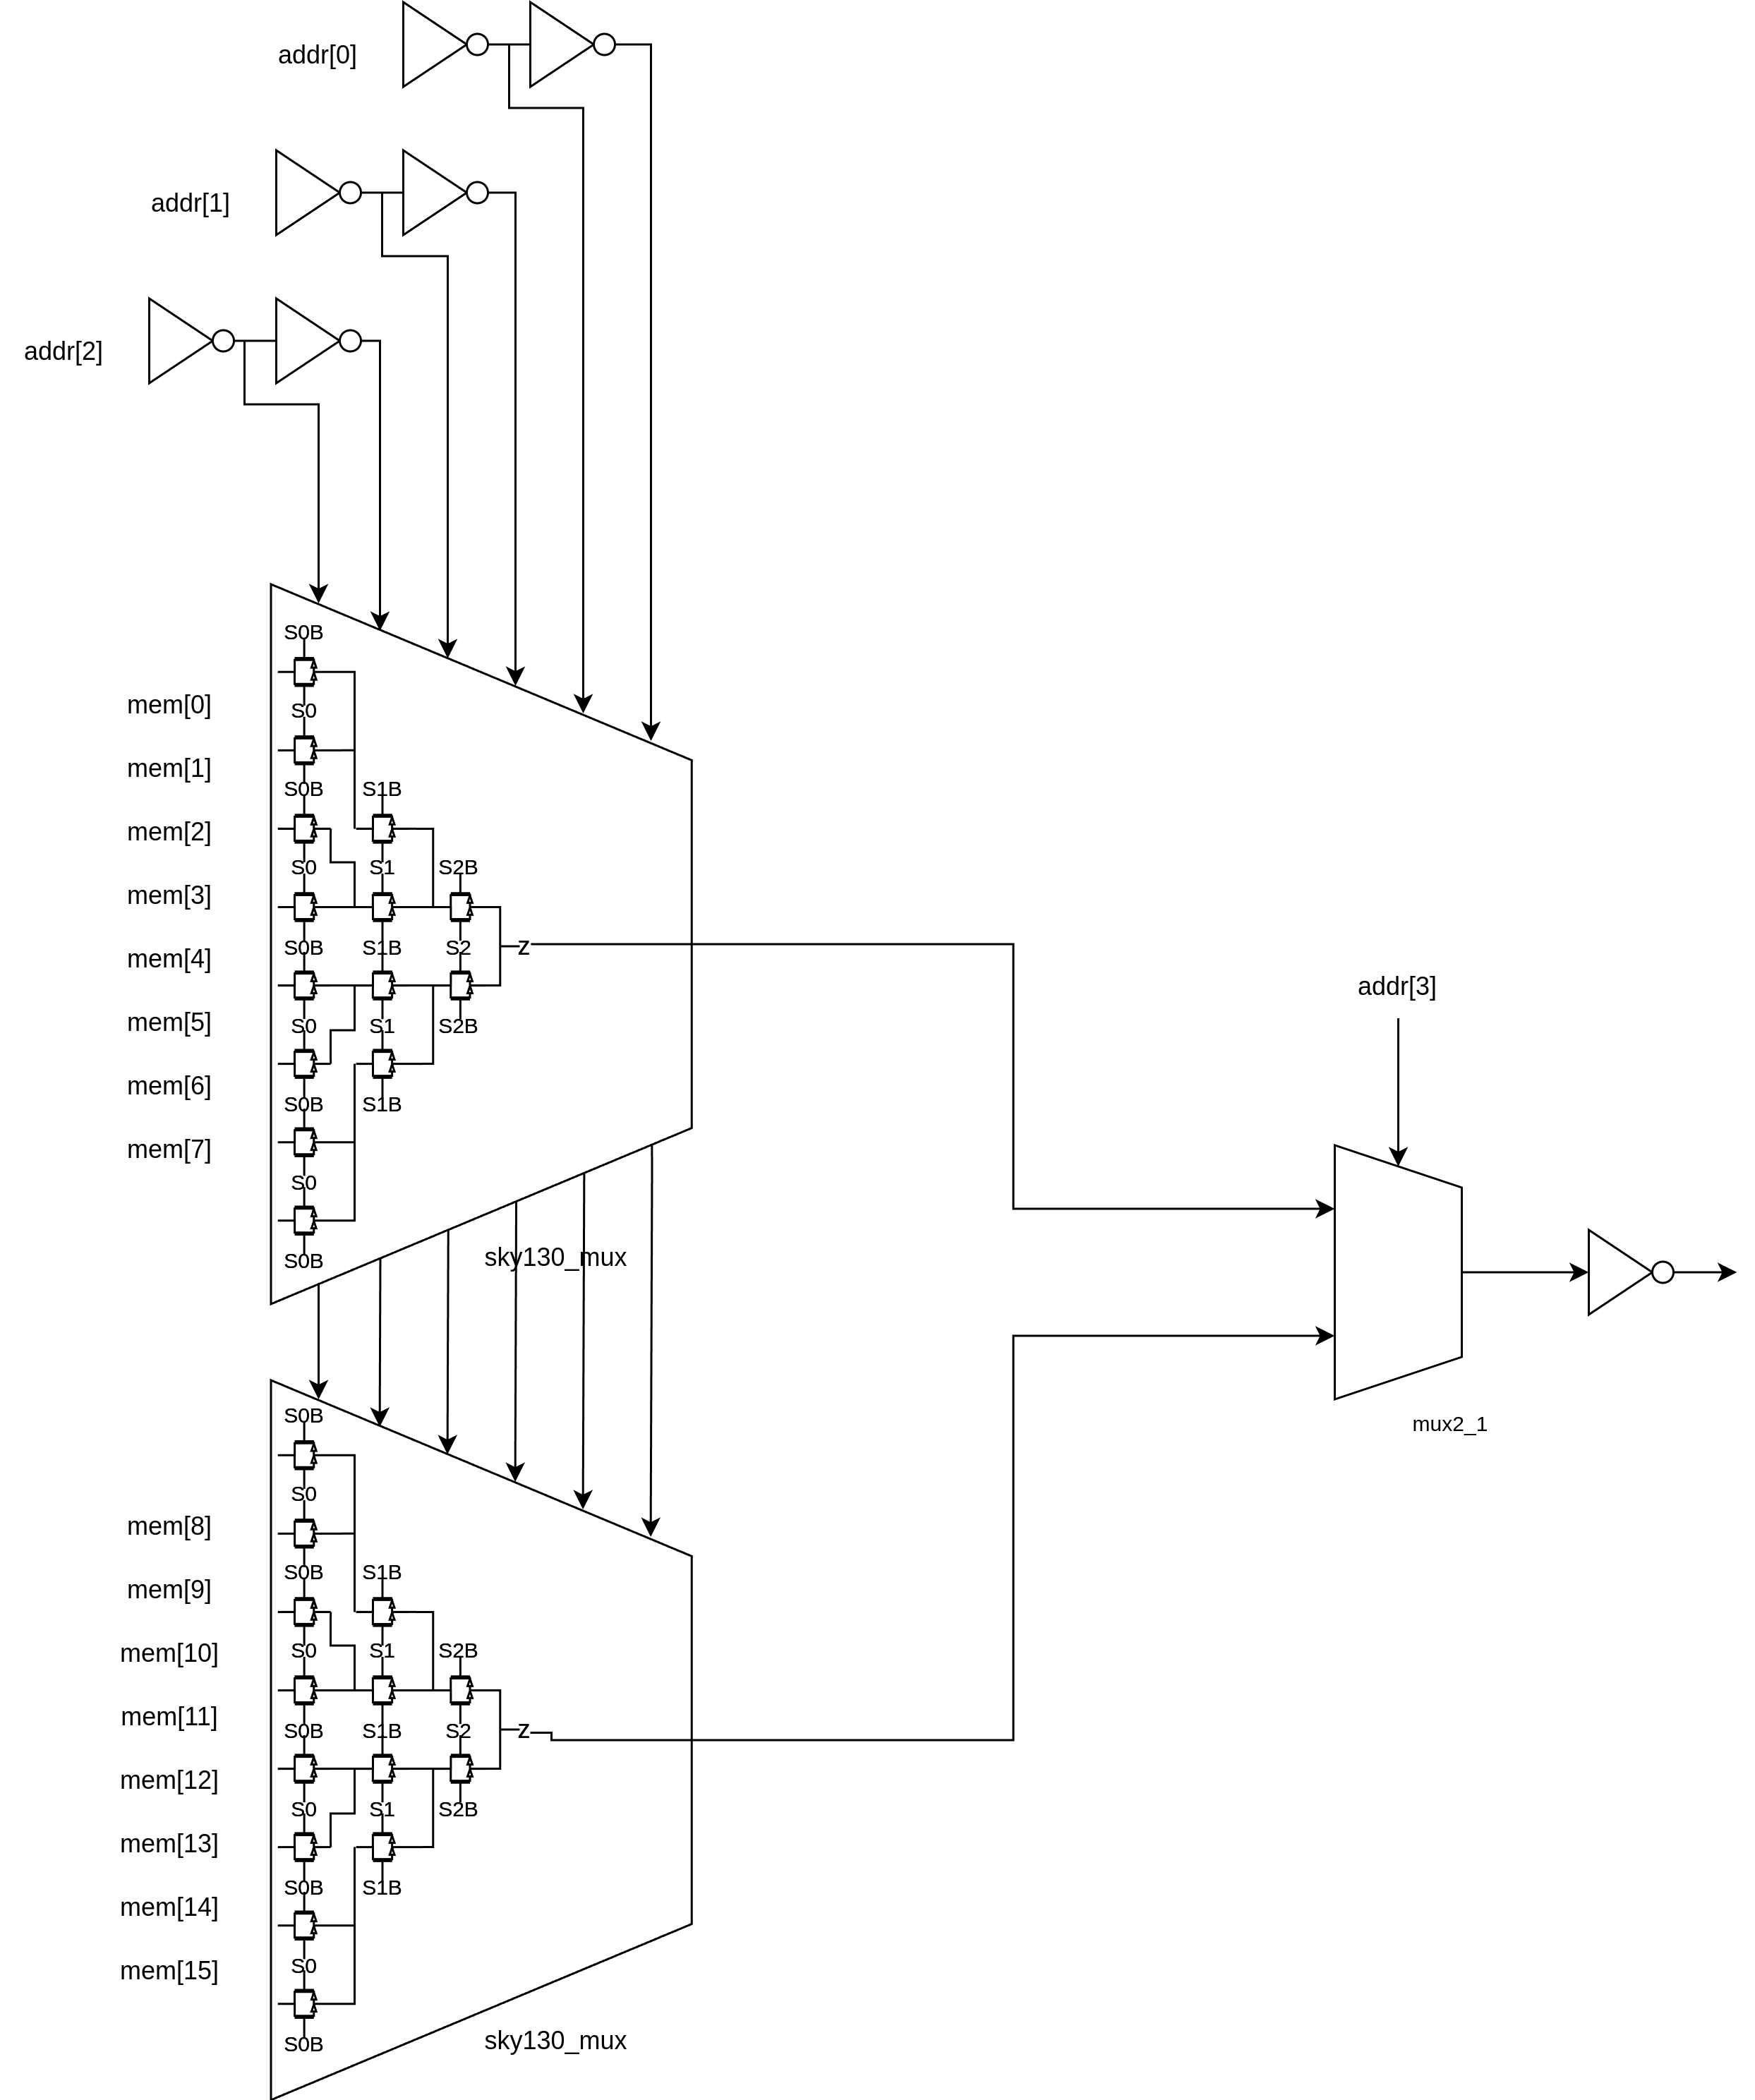 addr[0]
addr[1]
addr[2]
S0B
mem[0]
S0
mem[1]
S0B S1B
mem[2]
S0 S1 S2B
mem[3]
S0B S1B S2 Z
mem[4]
addr[3]
mem[5]
S0 S1 S2B
mem[6]
S0B S1B
mem[7]
S0
sky130_mux
S0B
S0B
mux2_1
S0
mem[8]
S0B S1B
mem[9]
S0 S1 S2B
mem[10]
mem[11]
S0B S1B S2 Z
mem[12]
S0 S1 S2B
mem[13]
S0B S1B
mem[14]
S0
mem[15]
sky130_mux
S0B